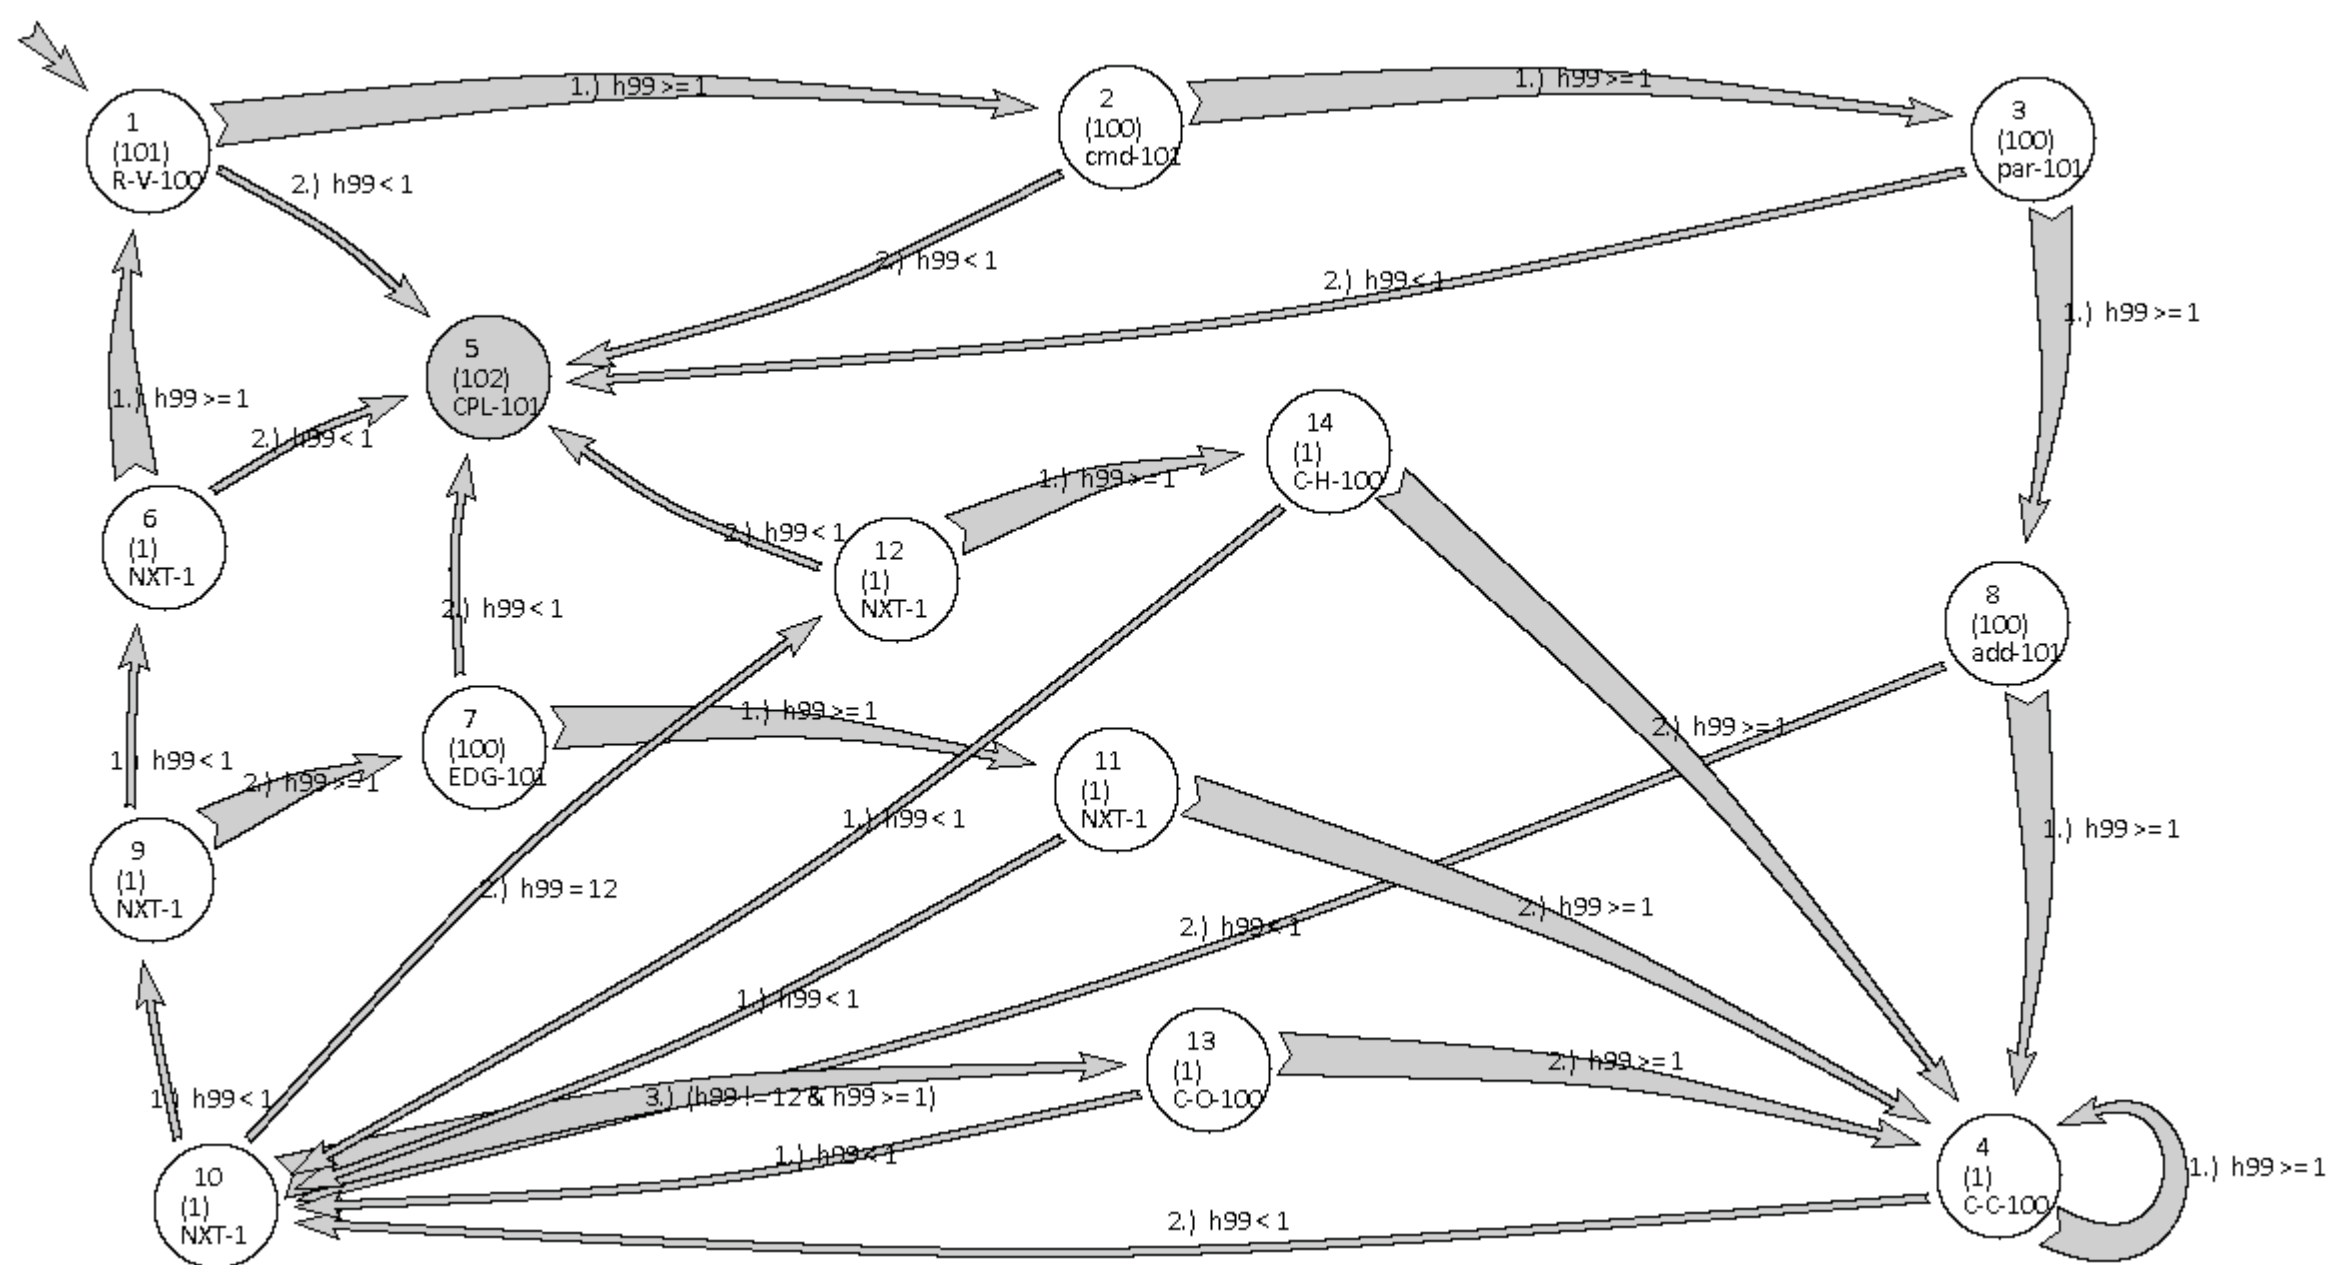 1
(101)
R-V-100
1.) h99 >= 1
2
(100)
cmd-101
1.) h99 >= 1
3
(100)
par-101
2.) h99 < 1
2.) h99 < 1
2.) h99 < 1
1.) h99 >= 1
5
(102)
CPL-101
1.) h99 >= 1
2.) h99 < 1
14
(1)
C-H-100
1.) h99 >= 1
6
(1)
NXT-1
2.) h99 < 1
12
(1)
NXT-1
2.) h99 < 1
8
(100)
add-101
7
(100)
EDG-101
1.) h99 >= 1
2.) h99 >= 1
1.) h99 < 1
2.) h99 >= 1
11
(1)
NXT-1
1.) h99 < 1
1.) h99 >= 1
9
(1)
NXT-1
2.) h99 = 12
2.) h99 >= 1
2.) h99 < 1
1.) h99 < 1
13
(1)
C-O-100
2.) h99 >= 1
1.) h99 < 1
3.) (h99 != 12 & h99 >= 1)
1.) h99 < 1
4
(1)
C-C-100
1.) h99 >= 1
10
(1)
NXT-1
2.) h99 < 1